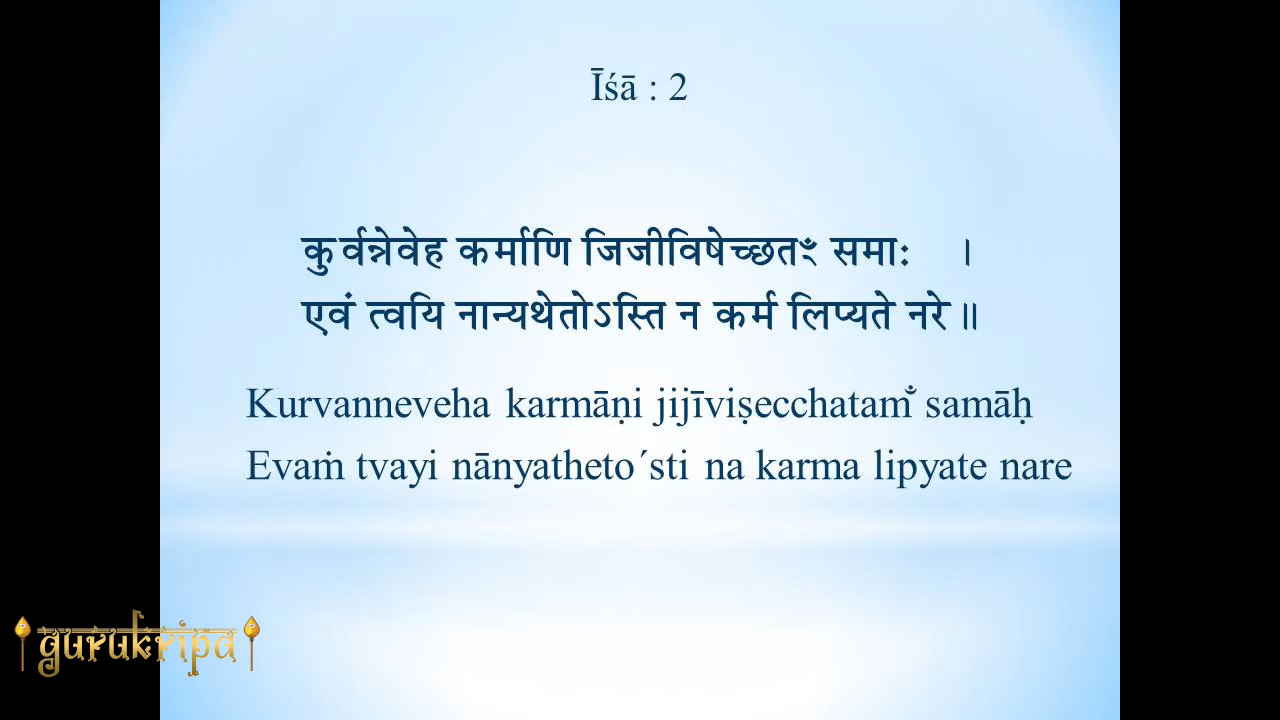 Īśā : 2
कुर्वन्नेवेह कर्माणि जिजीविषेच्छतꣳ समाः ।
एवं त्वयि नान्यथेतोऽस्ति न कर्म लिप्यते नरे ॥
Kurvanneveha karmāṇi jijīviṣecchatam̐ samāḥ
Evaṁ tvayi nānyatheto´sti na karma lipyate nare
gurukripa